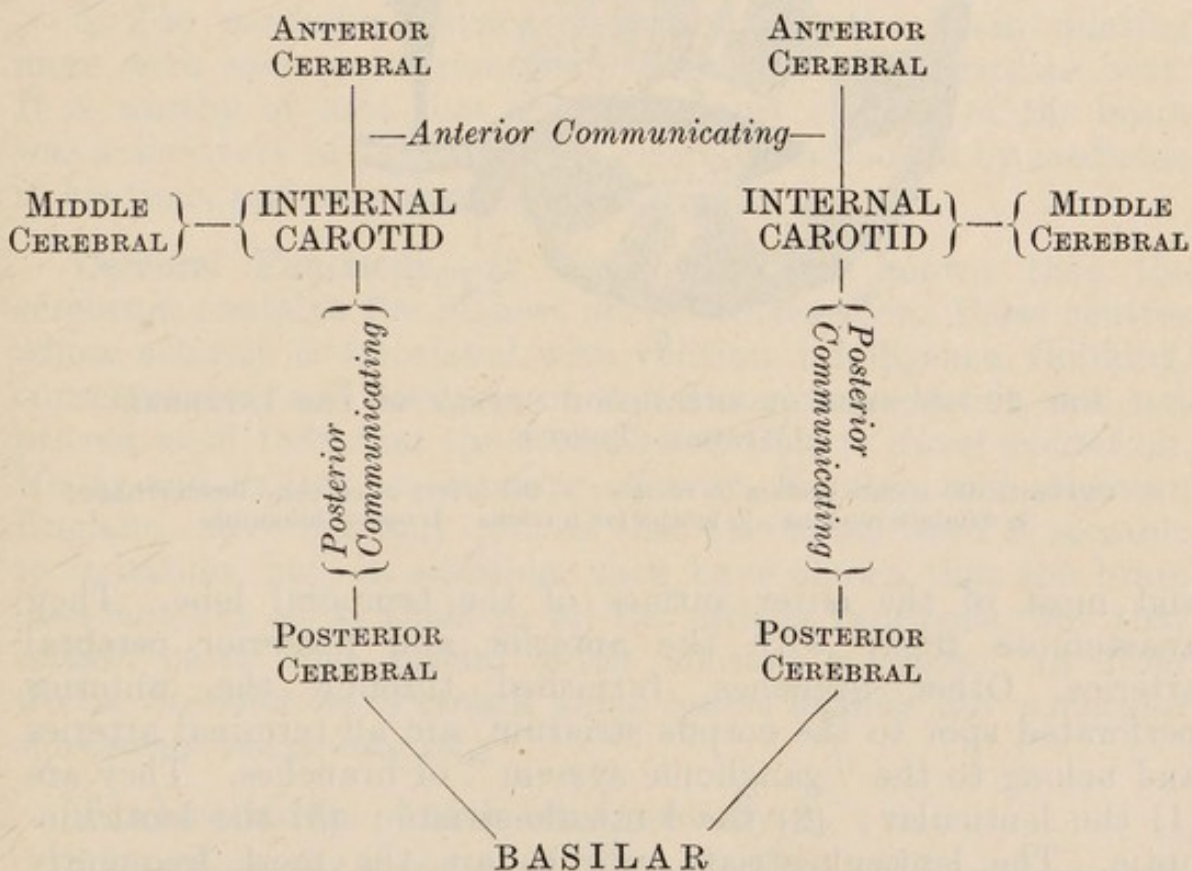 ANTERIOR CEREBRAL
ANTERIOR CEREBRAL
—Anterior Communicating—
MIDDLE CEREBRAL
INTERNAL CAROTID
INTERNAL CAROTID
MIDDLE CEREBRAL
Posterior Communicating
Posterior Communicating
POSTERIOR CEREBRAL
POSTERIOR CEREBRAL
BASILAR